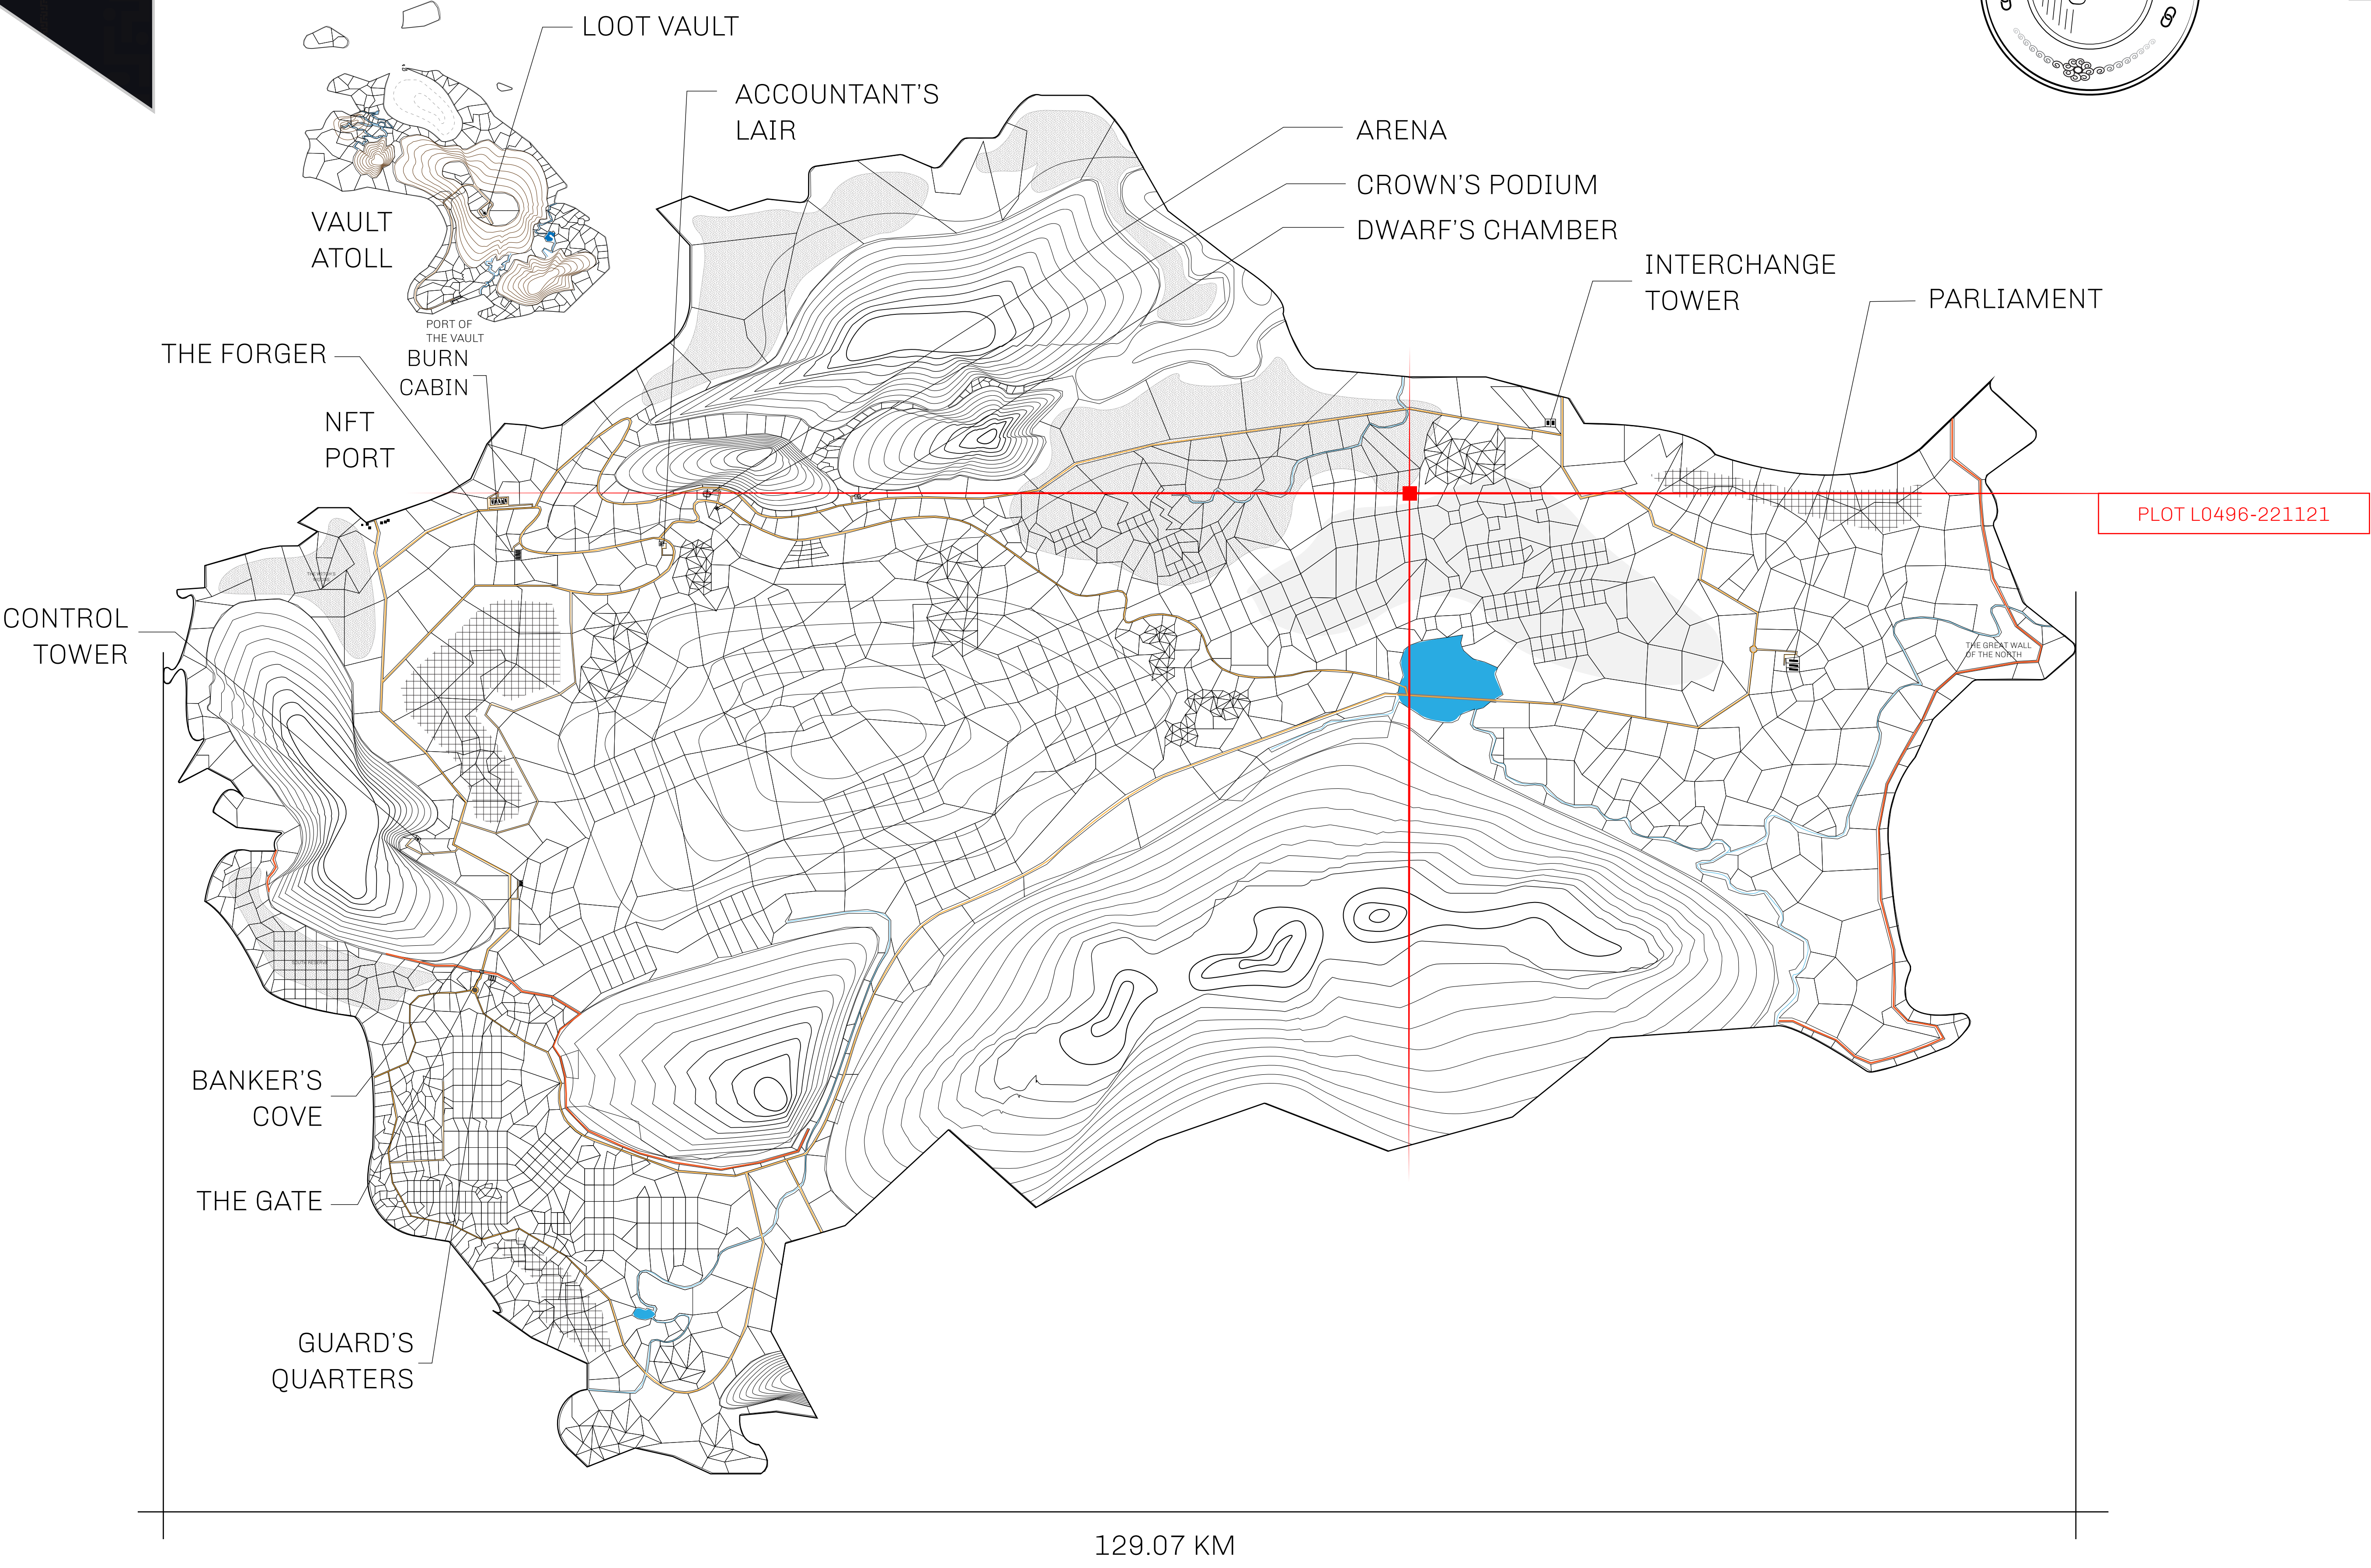 LOOT VAULT
ACCOUNTANT'S
LAIR
ARENA
CROWN'S PODIUM
DWARF'S CHAMBER
VAULT
ATOLL
INTERCHANGE
TOWER
PARLIAMENT
PORT OF
THE VAULT
THE FORGER
BURN
CABIN
NFT
PORT
PLOT L0496-221121
CONTROL
TOWER
THE GREAT WALL
OF THE NORTH
BANKER'S
COVE
THE GATE
GUARD'S
QUARTERS
129.07 KM